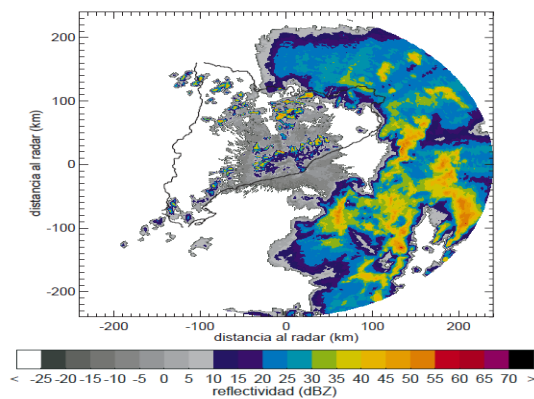 200
100
0
-100
-200
distancia al radar (km)
-200 -100 0 100 200
distancia al radar (km)
< -25 -20 -15 -10 -5 0 5 10 15 20 25 30 35 40 45 50 55 60 65 70 >
reflectividad (dBZ)